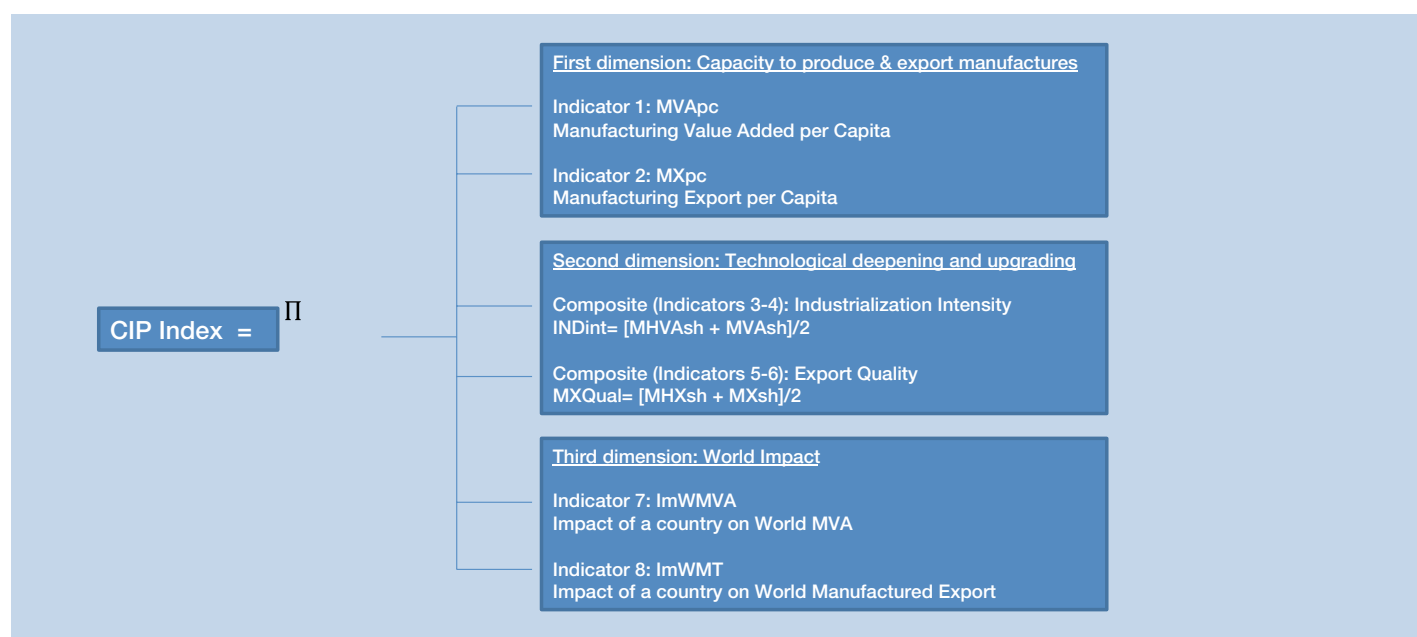 First dimension: Capacity to produce & export manufactures
Indicator 1: MVApc
Manufacturing Value Added per Capita
Indicator 2: MXpc
Manufacturing Export per Capita
Second dimension: Technological deepening and upgrading
Composite (Indicators 3-4): Industrialization Intensity
INDint= [MHVAsh + MVAsh]/2
Composite (Indicators 5-6): Export Quality
MXQual= [MHXsh + MXsh]/2
Third dimension: World Impact
Indicator 7: ImWMVA
Impact of a country on World MVA
Indicator 8: ImWMT
Impact of a country on World Manufactured Export
CIP Index = Π